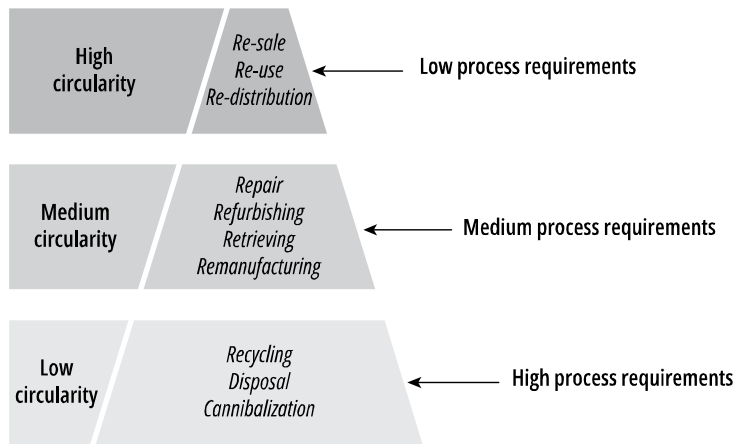 High
circularity
Re-sale
Re-use
Re-distribution
Low process requirements
Medium
circularity
Repair
Refurbishing
Retrieving
Remanufacturing
Medium process requirements
Low
circularity
Recycling
Disposal
Cannibalization
High process requirements